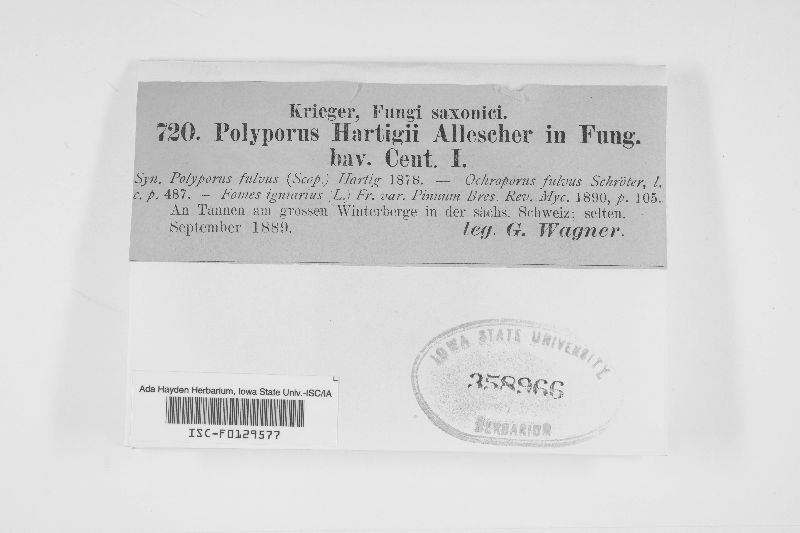 Krieger, Fungi saxonici.
720. Polyporus Hartigii Allescher in Fung.
bav. Cent. I.
Syn. Polyporus fulvus (Scop.) Hartig 1878. — Ochroporus fulvus Schröter, l.
c. p. 487. — Fomes igniarius (L.) Fr. var. Pinuum Bres. Rev. Myc. 1890, p. 105.
An Tannen am grossen Winterberge in der sächs. Schweiz; selten.
September 1889. leg. G. Wagner.
IOWA STATE UNIVERSITY
358966
HERBARIUM
Ada Hayden Herbarium, Iowa State Univ.-ISC/IA
ISC-F0129577